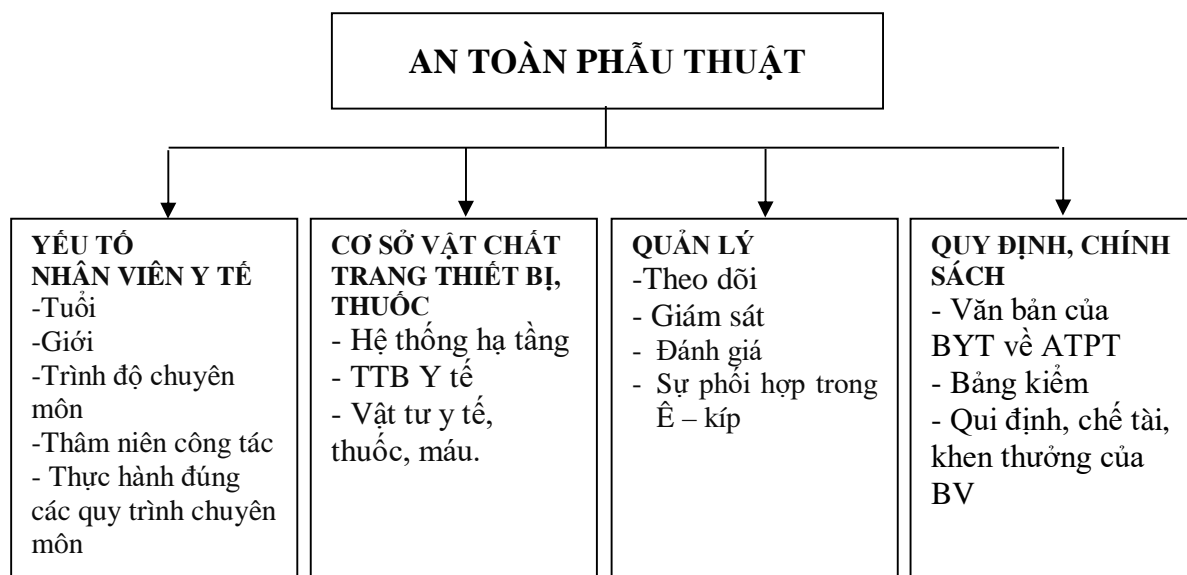 AN TOÀN PHẪU THUẬT
YẾU TỐ
NHÂN VIÊN Y TẾ
-Tuổi
-Giới
-Trình độ chuyên
môn
-Thâm niên công tác
- Thực hành đúng
các quy trình chuyên
môn
CƠ SỞ VẬT CHẤT
TRANG THIẾT BỊ,
THUỐC
- Hệ thống hạ tầng
- TTB Y tế
- Vật tư y tế,
thuốc, máu.
QUẢN LÝ
-Theo dõi
- Giám sát
- Đánh giá
- Sự phối hợp trong
Ê – kíp
QUY ĐỊNH, CHÍNH
SÁCH
- Văn bản của
BYT về ATPT
- Bảng kiểm
- Qui định, chế tài,
khen thưởng của
BV